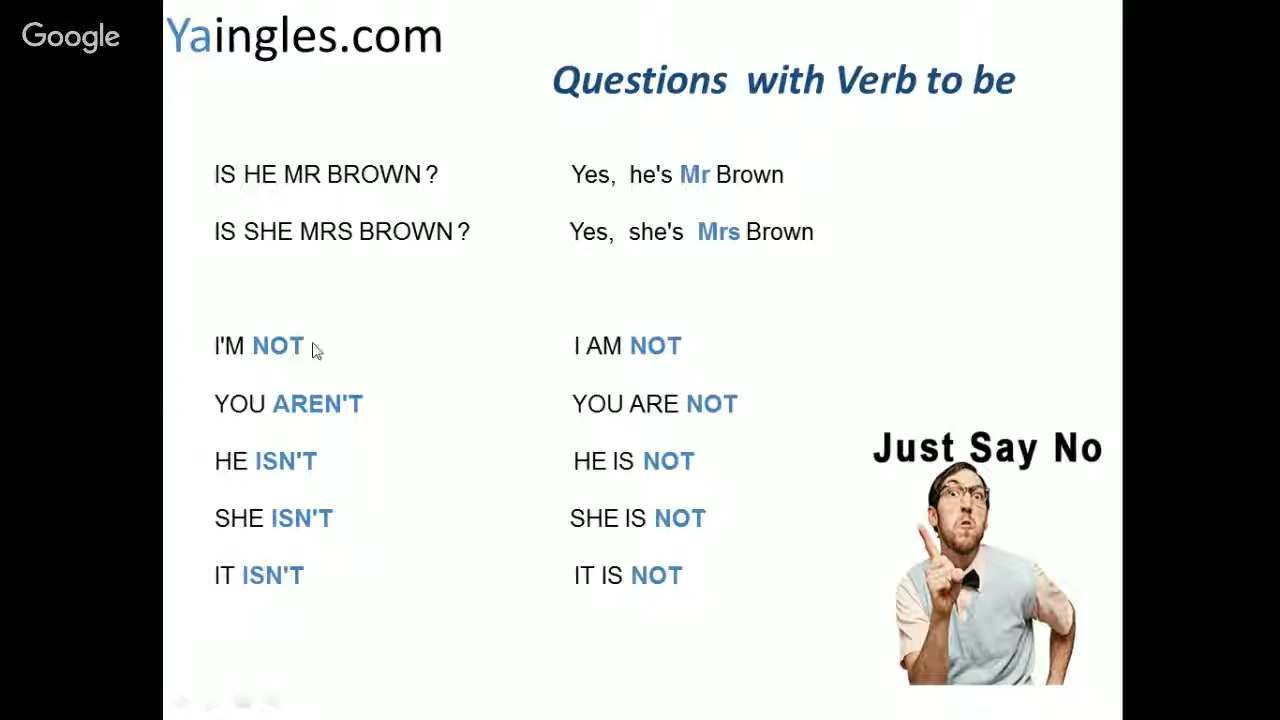 Google
Yaingles.com
Questions with Verb to be
IS HE MR BROWN ? Yes, he's Mr Brown
IS SHE MRS BROWN ? Yes, she's Mrs Brown
I'M NOT I AM NOT
YOU AREN'T YOU ARE NOT
HE ISN'T HE IS NOT
SHE ISN'T SHE IS NOT
IT ISN'T IT IS NOT
Just Say No